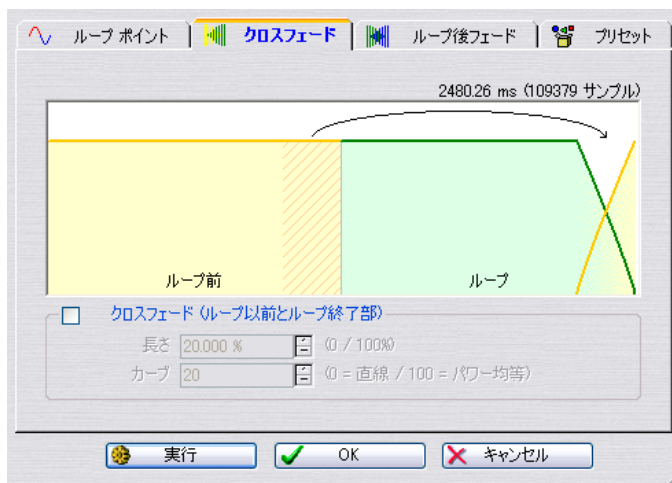 ループ ポイント クロスフェード ループ後フェード プリセット
2480.26 ms (109379 サンプル)
ループ前 ループ
クロスフェード (ループ以前とループ終了部)
長さ 20.000 % (0 / 100%)
カーブ 20 (0 = 直線 / 100 = パワー均等)
実行 OK キャンセル